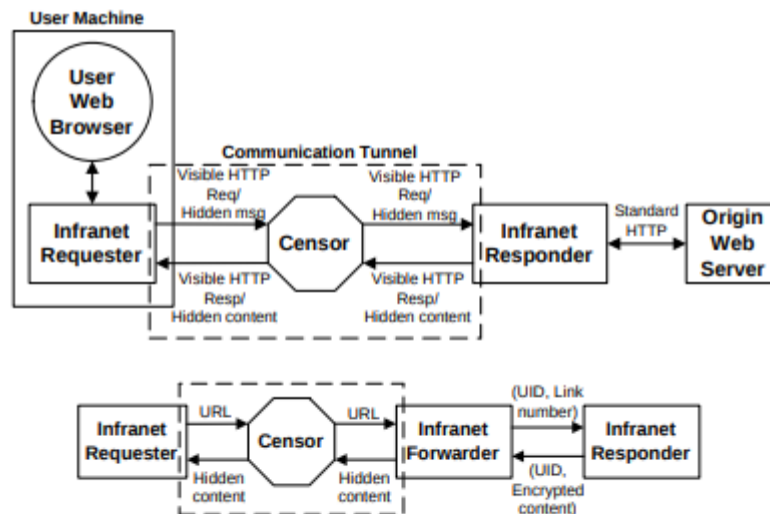 User Machine
User
Web
Browser
Communication Tunnel
Visible HTTP
Req/
Hidden msg
Visible HTTP
Req/
Hidden msg
Infranet
Requester
Censor
Infranet
Responder
Standard
HTTP
Origin
Web
Server
Visible HTTP
Resp/
Hidden content
Visible HTTP
Resp/
Hidden content
Infranet
Requester
URL
Censor
URL
Infranet
Forwarder
(UID, Link
number)
Infranet
Responder
Hidden
content
Hidden
content
(UID,
Encrypted
content)